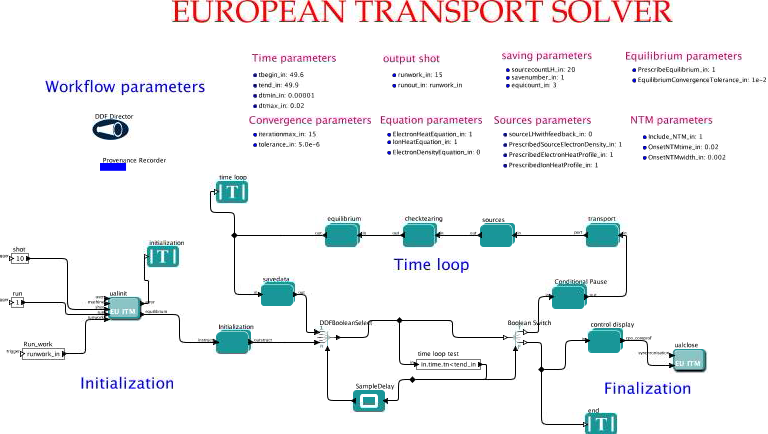 EUROPEAN TRANSPORT SOLVER
Workflow parameters
DDF Director
Provenance Recorder
Time parameters
tbegin_in: 49.6
tend_in: 49.9
dtmin_in: 0.00001
dtmax_in: 0.02
output shot
runwork_in: 15
runout_in: runwork_in
saving parameters
sourcecountLH_in: 20
savenumber_in: 1
equicount_in: 3
Equilibrium parameters
PrescribeEquilibrium_in: 1
EquilibriumConvergenceTolerance_in: 1e-2
Convergence parameters
iterationmax_in: 15
tolerance_in: 5.0e-6
Equation parameters
ElectronHeatEquation_in: 1
IonHeatEquation_in: 1
ElectronDensityEquation_in: 0
Sources parameters
sourceLHwithfeedback_in: 0
PrescribedSourceElectronDensity_in: 1
PrescribedElectronHeatProfile_in: 1
PrescribedIonHeatProfile_in: 1
NTM parameters
Include_NTM_in: 1
OnsetNTMtime_in: 0.02
OnsetNTMwidth_in: 0.002
time loop
T
equilibrium
checktearing
sources
transport
Time loop
shot
10
run
1
Run_work
trigger
runwork_in
ualinit
EU ITM
equilibrium
initialization
T
savedata
Initialization
DDFBooleanSelect
time loop test
in.time.tn<tend_in
SampleDelay
Boolean Switch
Conditional Pause
control display
ualclose
EU ITM
end
T
Initialization
Finalization